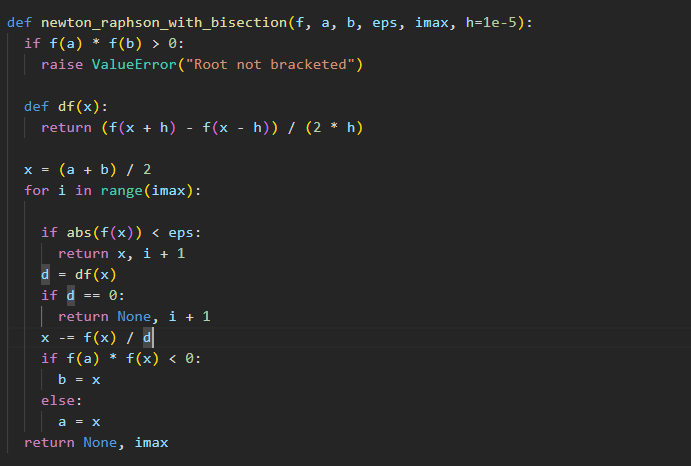 def newton_raphson_with_bisection(f, a, b, eps, imax, h=1e-5):
  if f(a) * f(b) > 0:
    raise ValueError("Root not bracketed")

  def df(x):
    return (f(x + h) - f(x - h)) / (2 * h)

  x = (a + b) / 2
  for i in range(imax):

    if abs(f(x)) < eps:
      return x, i + 1
    d = df(x)
    if d == 0:
      return None, i + 1
    x -= f(x) / d
    if f(a) * f(x) < 0:
      b = x
    else:
      a = x
  return None, imax